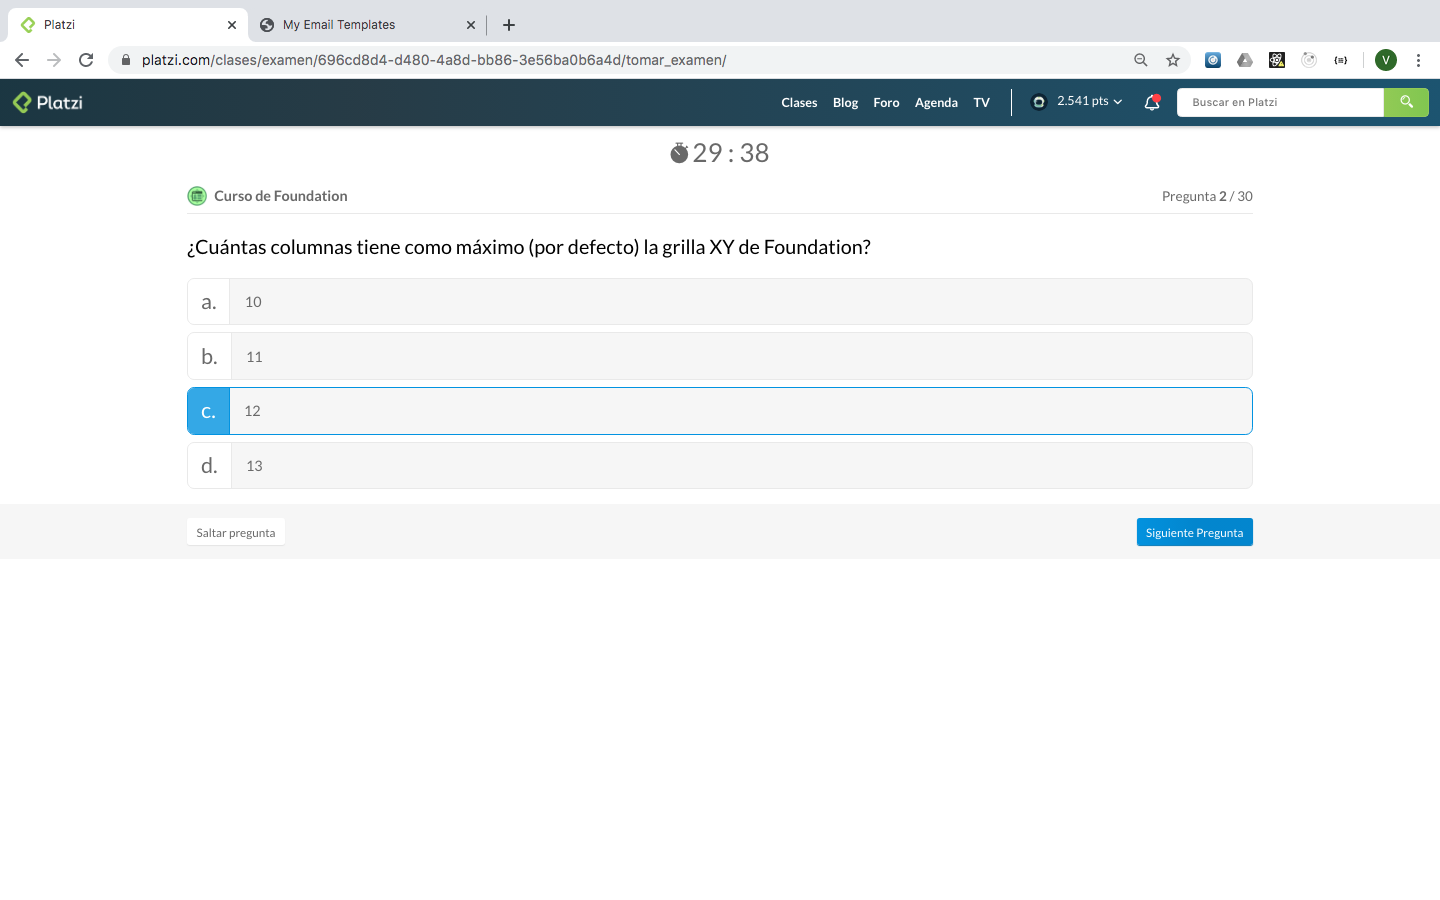 Platzi
My Email Templates
platzi.com/clases/examen/696cd8d4-d480-4a8d-bb86-3e56ba0b6a4d/tomar_examen/
V
Platzi
Clases Blog Foro Agenda TV 2.541 pts Buscar en Platzi
29 : 38
Curso de Foundation
Pregunta 2 / 30
¿Cuántas columnas tiene como máximo (por defecto) la grilla XY de Foundation?
a. 10
b. 11
c. 12
d. 13
Saltar pregunta
Siguiente Pregunta